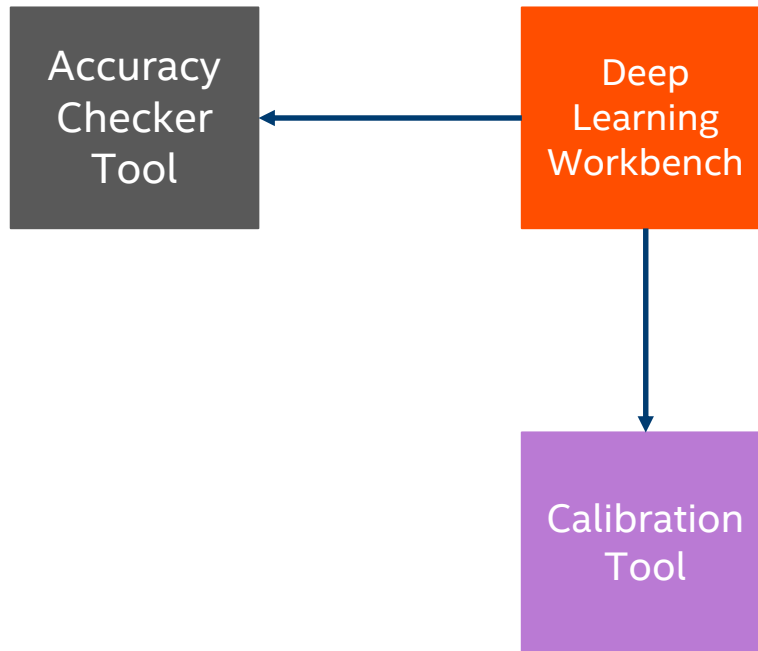 Accuracy
Checker
Tool
Deep
Learning
Workbench
Calibration
Tool